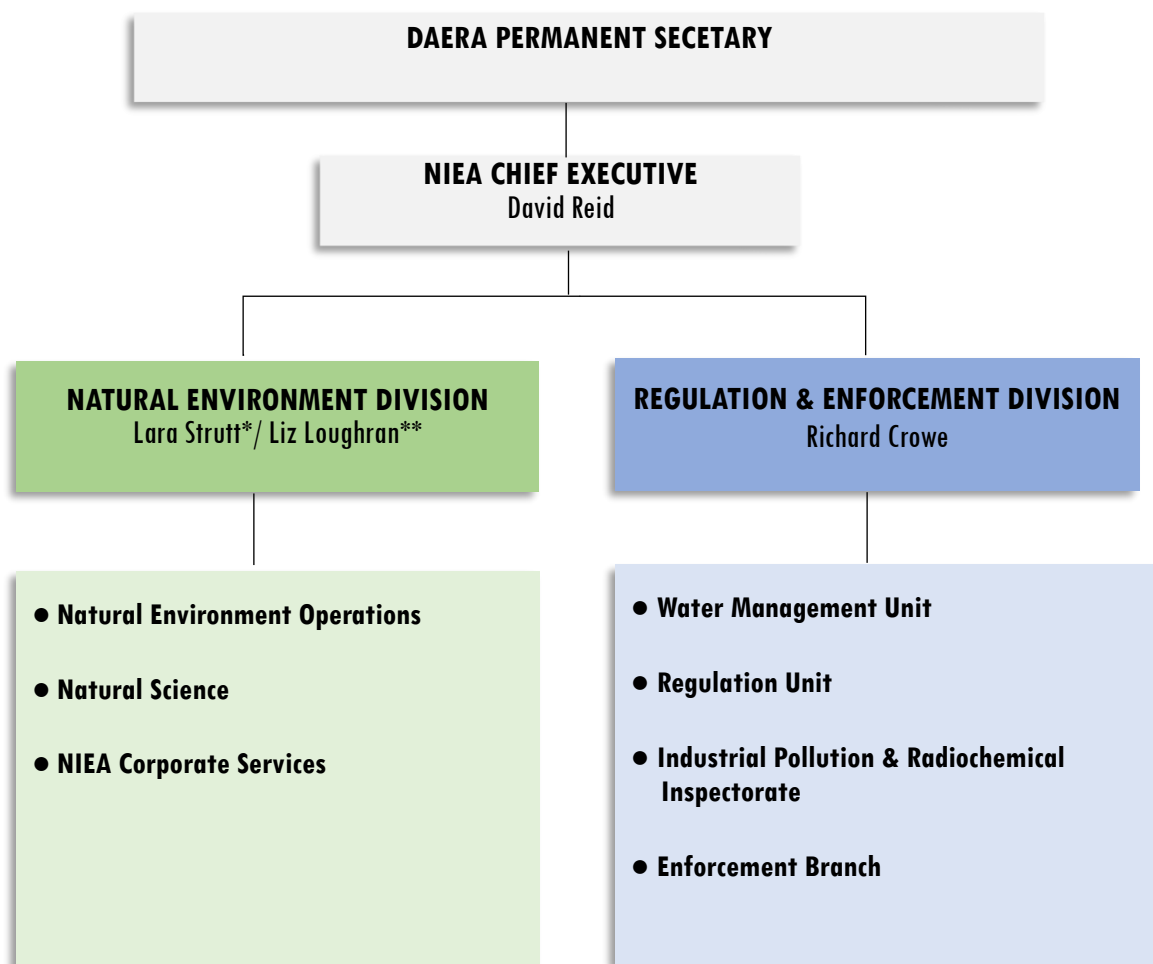 DAERA PERMANENT SECETARY
NIEA CHIEF EXECUTIVE
David Reid
NATURAL ENVIRONMENT DIVISION
Lara Strutt*/ Liz Loughran**
REGULATION & ENFORCEMENT DIVISION
Richard Crowe
● Natural Environment Operations
● Natural Science
● NIEA Corporate Services
● Water Management Unit
● Regulation Unit
● Industrial Pollution & Radiochemical
Inspectorate
● Enforcement Branch